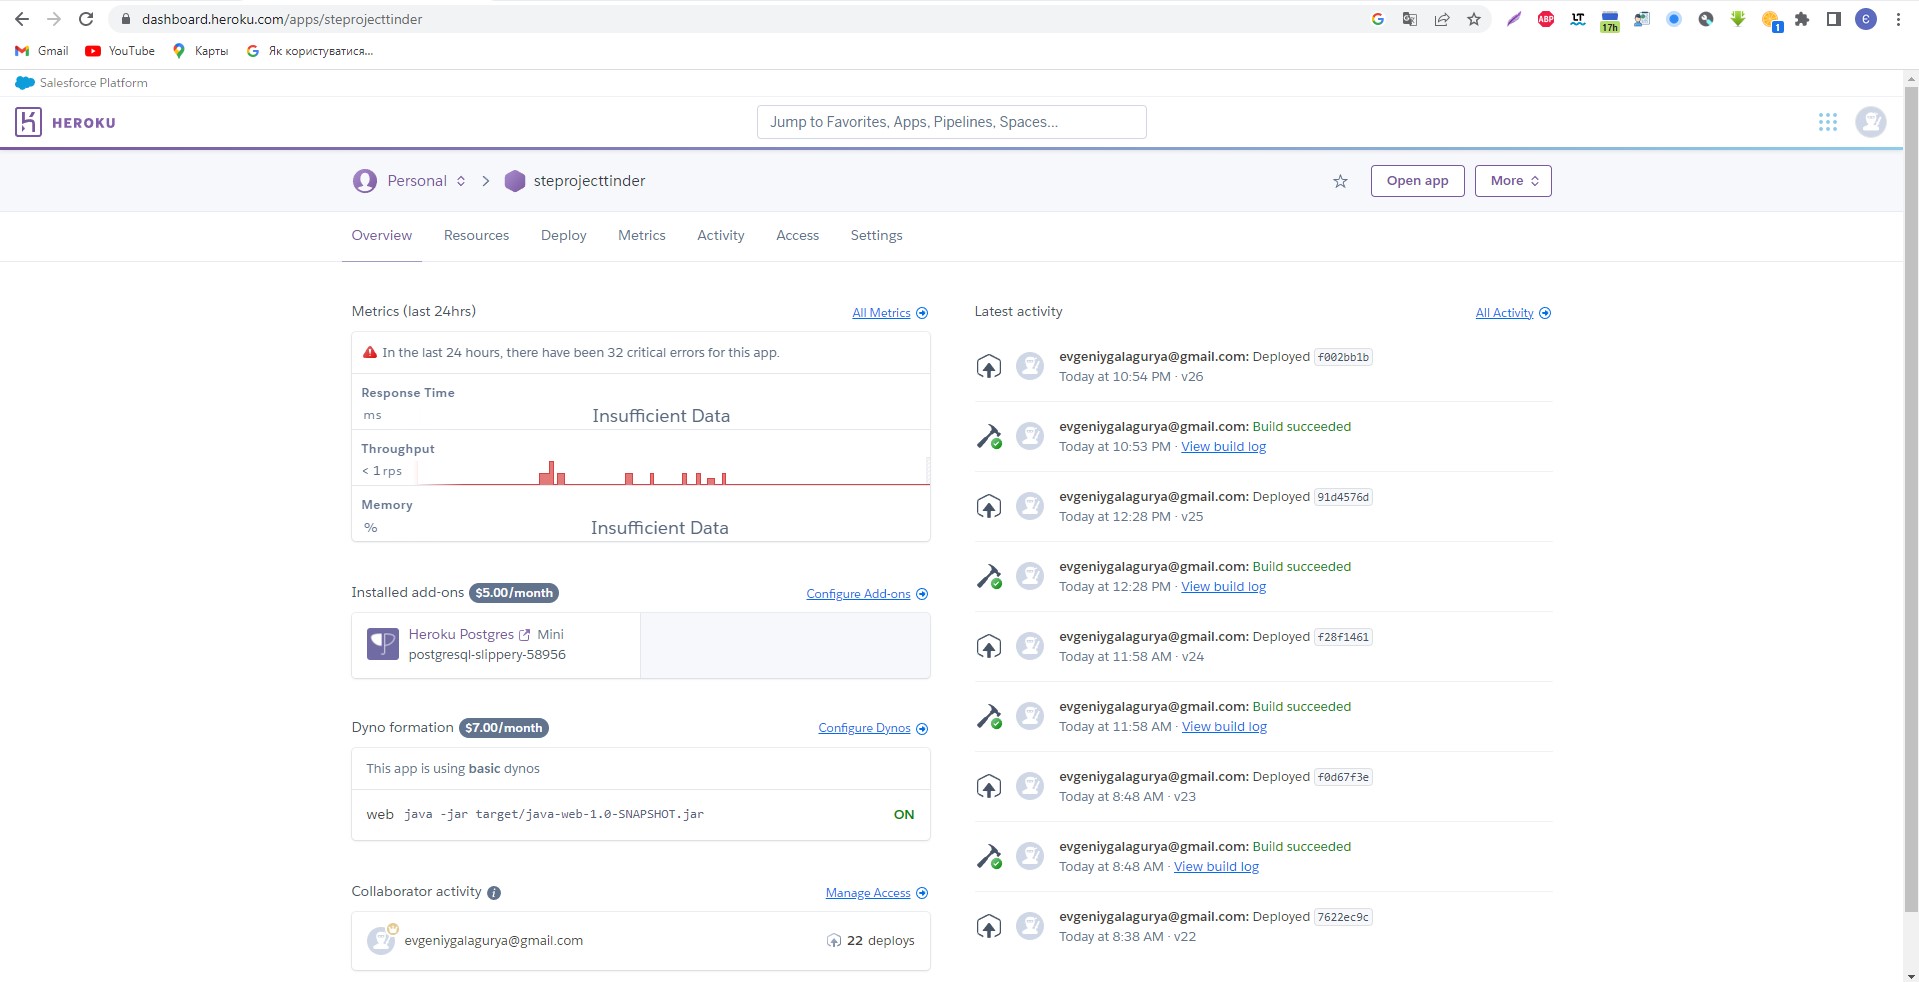 dashboard.heroku.com/apps/steprojecttinder
ABP
LT
17h
1
Є
Gmail
YouTube
Карты
Як користуватися...
Salesforce Platform
HEROKU
Jump to Favorites, Apps, Pipelines, Spaces...
Personal
steprojecttinder
Open app
More
Overview
Resources
Deploy
Metrics
Activity
Access
Settings
Metrics (last 24hrs)
All Metrics
In the last 24 hours, there have been 32 critical errors for this app.
Response Time
ms
Insufficient Data
Throughput
< 1 rps
Memory
%
Insufficient Data
Installed add-ons $5.00/month
Configure Add-ons
Heroku Postgres Mini
postgresql-slippery-58956
Dyno formation $7.00/month
Configure Dynos
This app is using basic dynos
web java -jar target/java-web-1.0-SNAPSHOT.jar
ON
Collaborator activity
Manage Access
evgeniygalagurya@gmail.com
22 deploys
Latest activity
All Activity
evgeniygalagurya@gmail.com: Deployed f002bb1b
Today at 10:54 PM · v26
evgeniygalagurya@gmail.com: Build succeeded
Today at 10:53 PM · View build log
evgeniygalagurya@gmail.com: Deployed 91d4576d
Today at 12:28 PM · v25
evgeniygalagurya@gmail.com: Build succeeded
Today at 12:28 PM · View build log
evgeniygalagurya@gmail.com: Deployed f28f1461
Today at 11:58 AM · v24
evgeniygalagurya@gmail.com: Build succeeded
Today at 11:58 AM · View build log
evgeniygalagurya@gmail.com: Deployed f0d67f3e
Today at 8:48 AM · v23
evgeniygalagurya@gmail.com: Build succeeded
Today at 8:48 AM · View build log
evgeniygalagurya@gmail.com: Deployed 7622ec9c
Today at 8:38 AM · v22